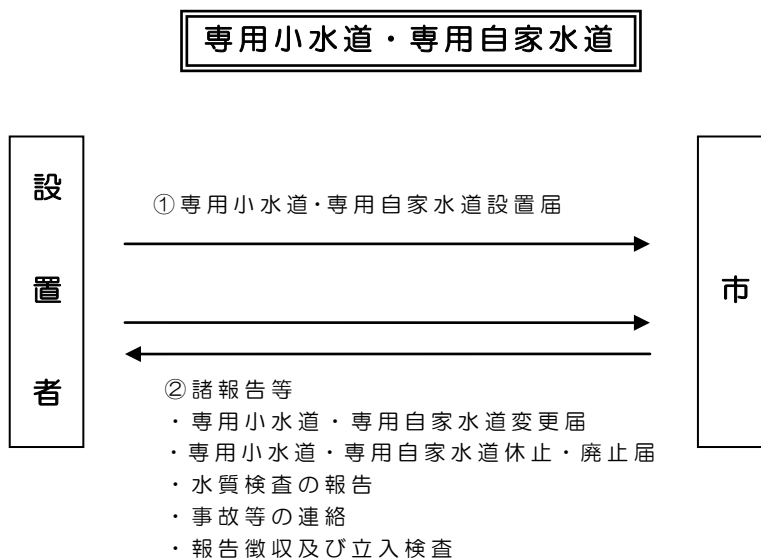 専用小水道・専用自家水道
設置者
①専用小水道・専用自家水道設置届
市
②諸報告等
・専用小水道・専用自家水道変更届
・専用小水道・専用自家水道休止・廃止届
・水質検査の報告
・事故等の連絡
・報告徴収及び立入検査